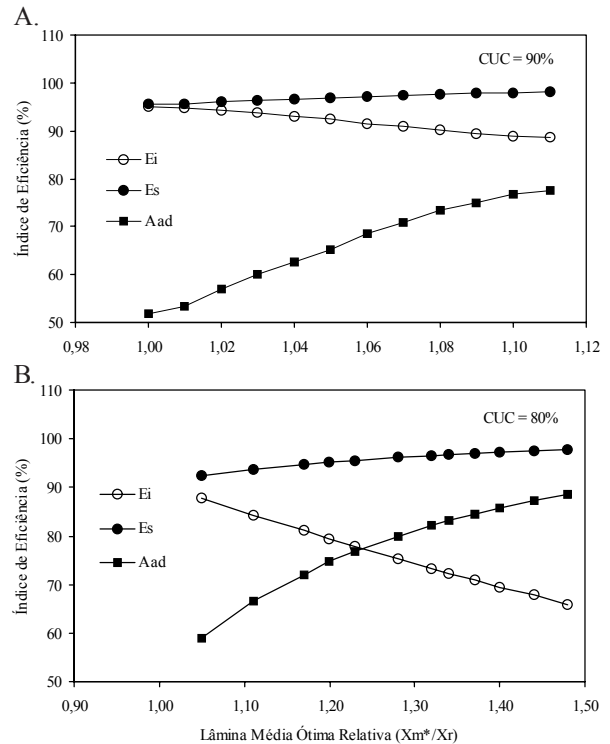 A.
110
CUC = 90%
100
90
80
70
60
50
Índice de Eficiência (%)
Ei
Es
Aad
0,98 1,00 1,02 1,04 1,06 1,08 1,10 1,12
B.
110
CUC = 80%
100
90
80
70
60
50
Índice de Eficiência (%)
Ei
Es
Aad
0,90 1,00 1,10 1,20 1,30 1,40 1,50
Lâmina Média Ótima Relativa (Xm*/Xr)